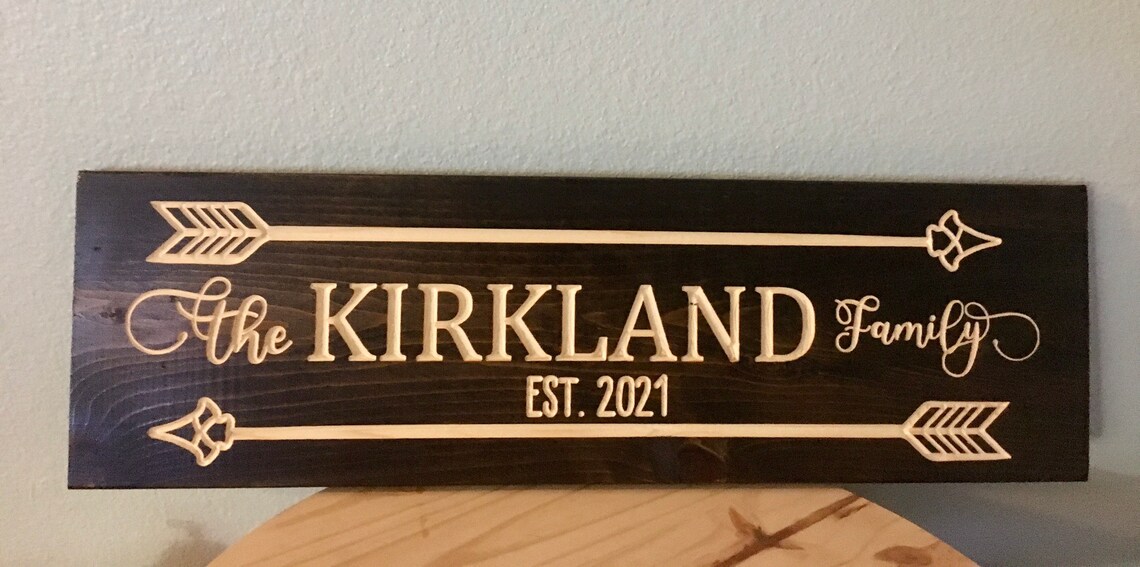 the KIRKLAND Family
EST. 2021